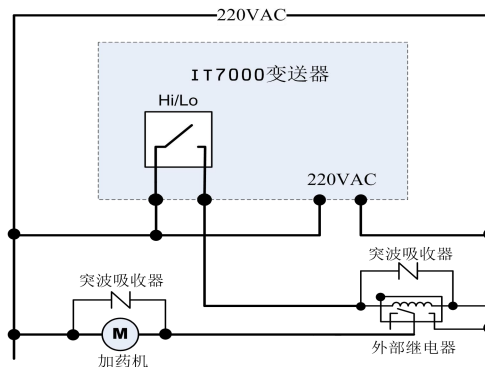 220VAC
IT7000变送器
Hi/Lo
220VAC
突波吸收器
突波吸收器
M
加药机
外部继电器